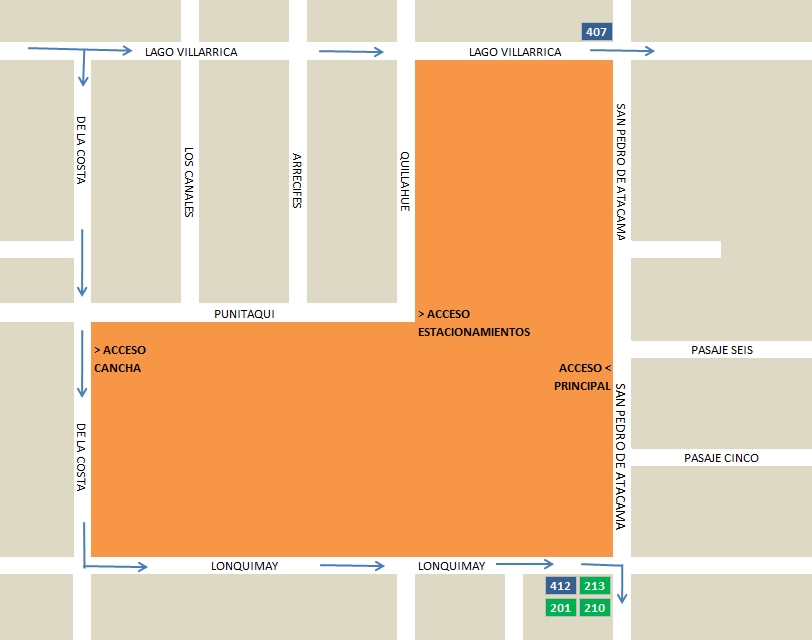 407
LAGO VILLARRICA
LAGO VILLARRICA
DE LA COSTA
LOS CANALES
ARRECIFES
QUILLAHUE
SAN PEDRO DE ATACAMA
PUNITAQUI
> ACCESO
ESTACIONAMIENTOS
> ACCESO
CANCHA
ACCESO <
PRINCIPAL
PASAJE SEIS
DE LA COSTA
SAN PEDRO DE ATACAMA
PASAJE CINCO
LONQUIMAY
LONQUIMAY
412 213
201 210